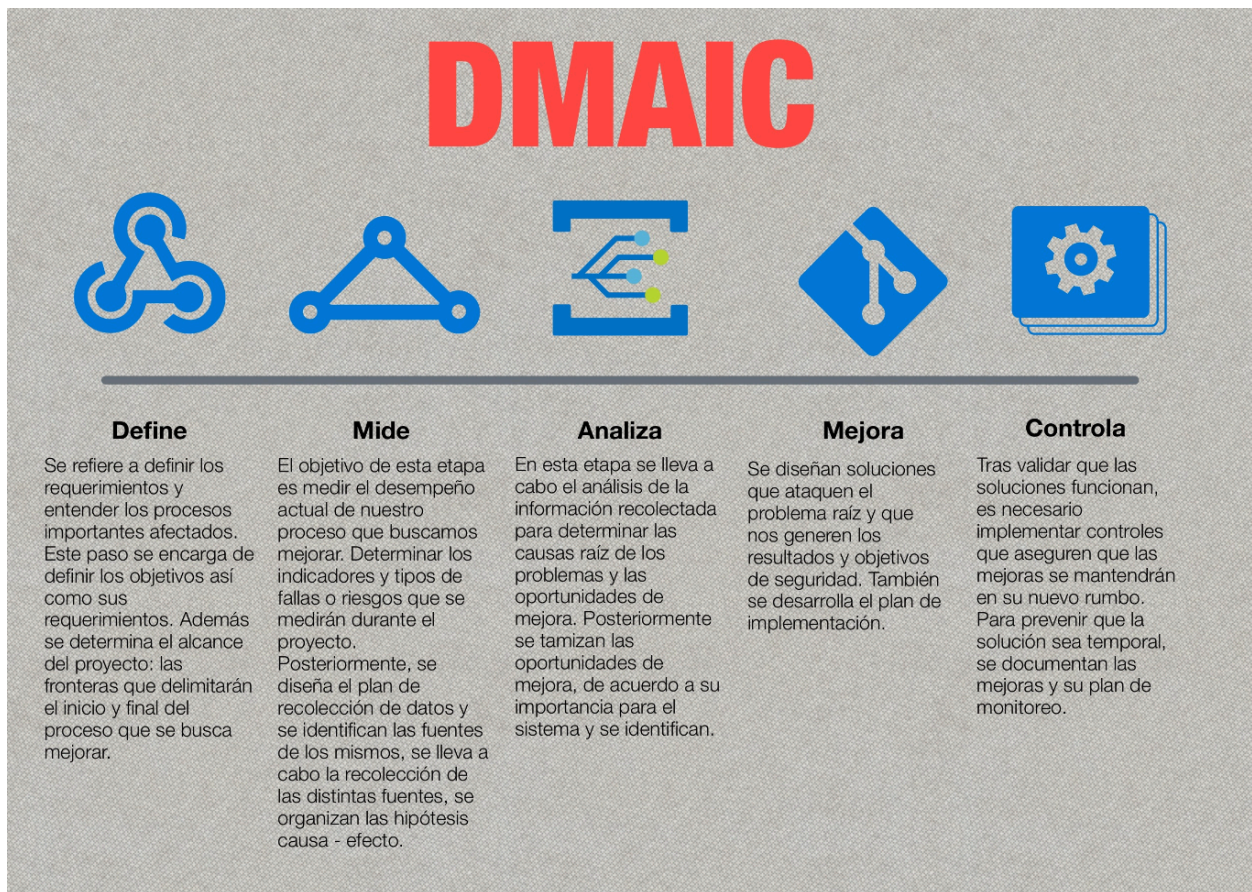 DMAIC
Define
Se refiere a definir los
requerimientos y
entender los procesos
importantes afectados.
Este paso se encarga de
definir los objetivos así
como sus
requerimientos. Además
se determina el alcance
del proyecto: las
fronteras que delimitarán
el inicio y final del
proceso que se busca
mejorar.
Mide
El objetivo de esta etapa
es medir el desempeño
actual de nuestro
proceso que buscamos
mejorar. Determinar los
indicadores y tipos de
fallas o riesgos que se
medirán durante el
proyecto.
Posteriormente, se
diseña el plan de
recolección de datos y
se identifican las fuentes
de los mismos, se lleva a
cabo la recolección de
las distintas fuentes, se
organizan las hipótesis
causa - efecto.
Analiza
En esta etapa se lleva a
cabo el análisis de la
información recolectada
para determinar las
causas raíz de los
problemas y las
oportunidades de
mejora. Posteriormente
se tamizan las
oportunidades de
mejora, de acuerdo a su
importancia para el
sistema y se identifican.
Mejora
Se diseñan soluciones
que ataquen el
problema raíz y que
nos generen los
resultados y objetivos
de seguridad. También
se desarrolla el plan de
implementación.
Controla
Tras validar que las
soluciones funcionan,
es necesario
implementar controles
que aseguren que las
mejoras se mantendrán
en su nuevo rumbo.
Para prevenir que la
solución sea temporal,
se documentan las
mejoras y su plan de
monitoreo.